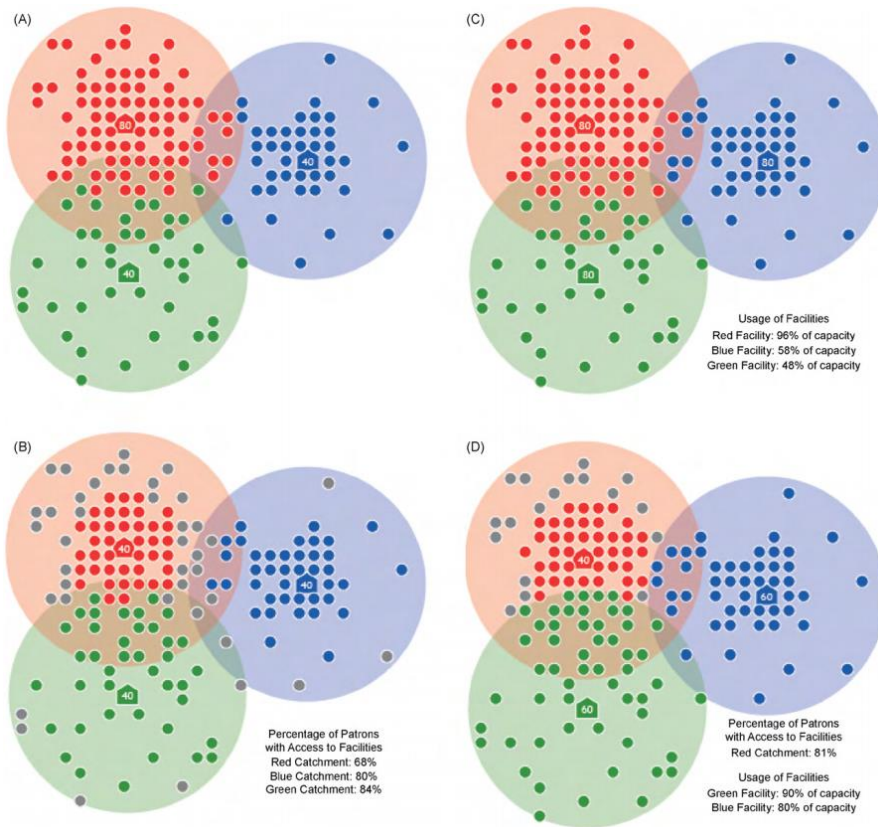 (A)
80
40
40
(C)
80
80
80
Usage of Facilities
Red Facility: 96% of capacity
Blue Facility: 58% of capacity
Green Facility: 48% of capacity
(B)
40
40
40
Percentage of Patrons
with Access to Facilities
Red Catchment: 68%
Blue Catchment: 80%
Green Catchment: 84%
(D)
40
60
60
Percentage of Patrons
with Access to Facilities
Red Catchment: 81%
Usage of Facilities
Green Facility: 90% of capacity
Blue Facility: 80% of capacity